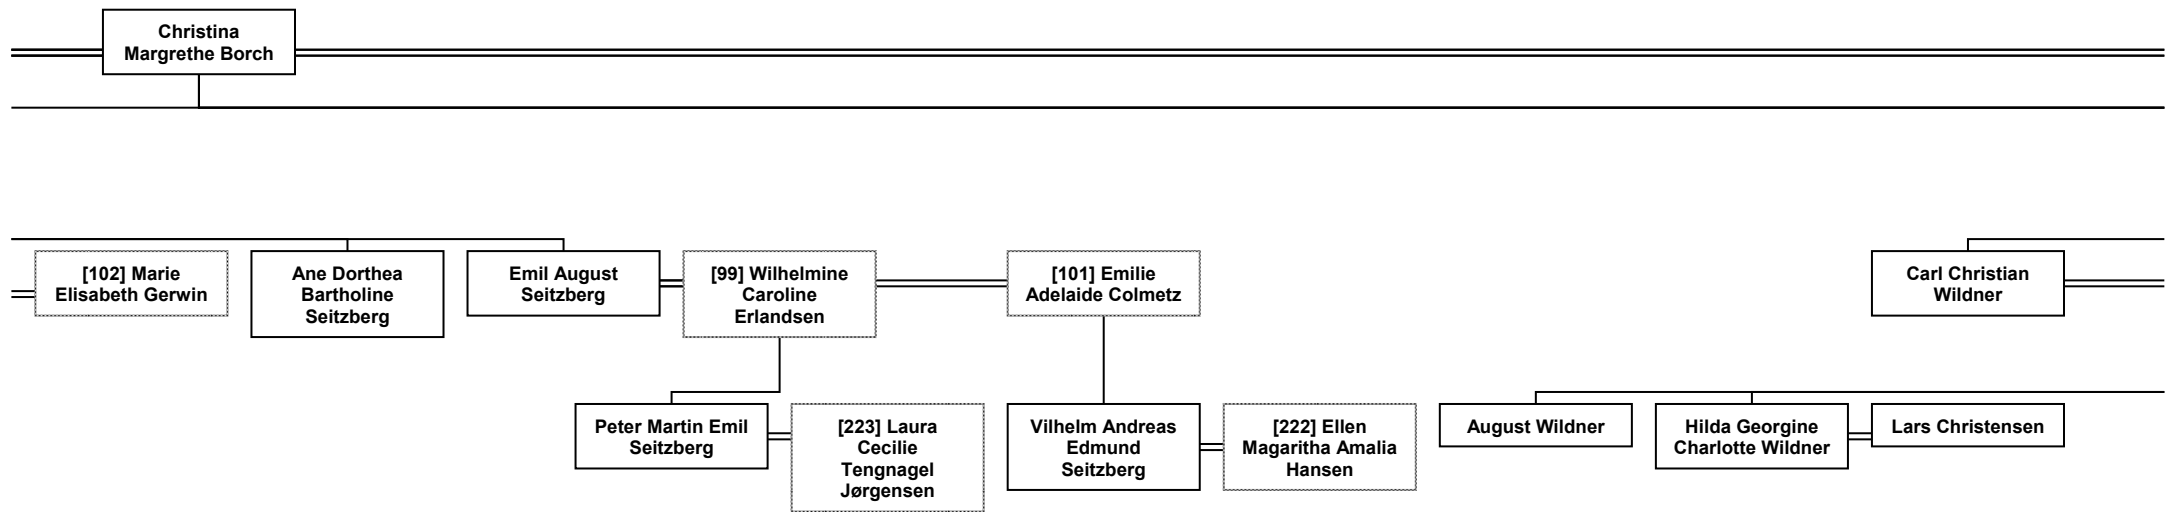 Christina
Margrethe Borch
[102] Marie
Elisabeth Gerwin
Ane Dorthea
Bartholine
Seitzberg
Emil August
Seitzberg
[99] Wilhelmine
Caroline
Erlandsen
[101] Emilie
Adelaide Colmetz
Carl Christian
Wildner
Peter Martin Emil
Seitzberg
[223] Laura
Cecilie
Tengnagel
Jørgensen
Vilhelm Andreas
Edmund
Seitzberg
[222] Ellen
Magaritha Amalia
Hansen
August Wildner
Hilda Georgine
Charlotte Wildner
Lars Christensen